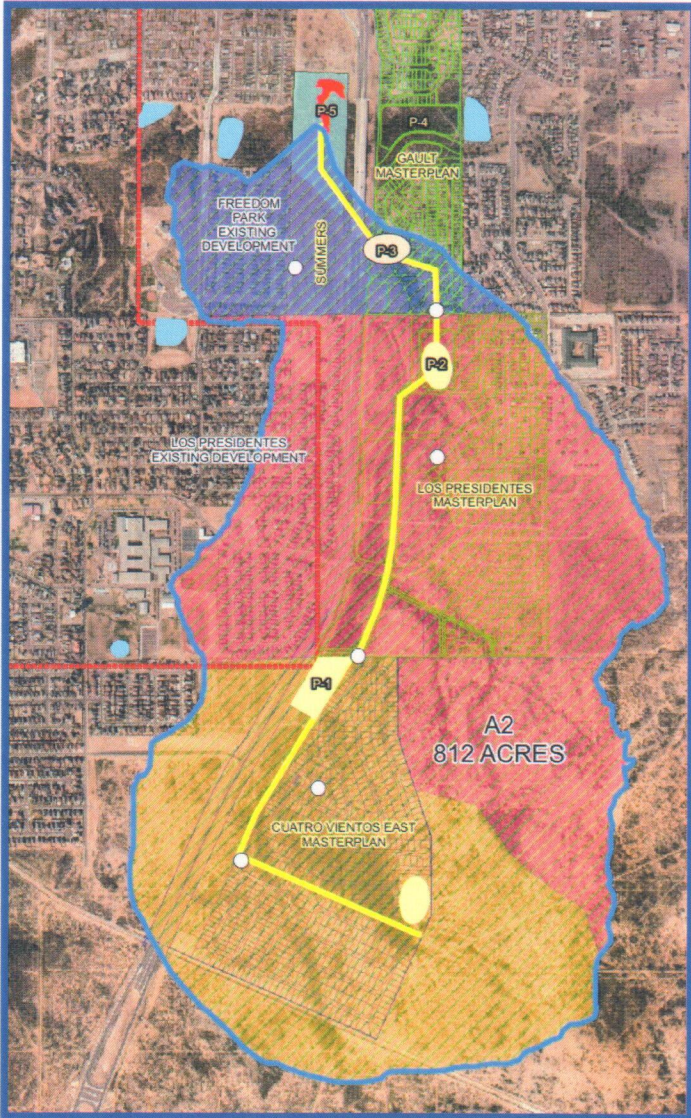 P-5
P-4
GAULT
MASTERPLAN
FREEDOM
PARK
EXISTING
DEVELOPMENT
SUMMERS
P-3
P-2
LOS PRESIDENTES
EXISTING DEVELOPMENT
LOS PRESIDENTES
MASTERPLAN
P-1
A2
812 ACRES
CUATRO VIENTOS EAST
MASTERPLAN